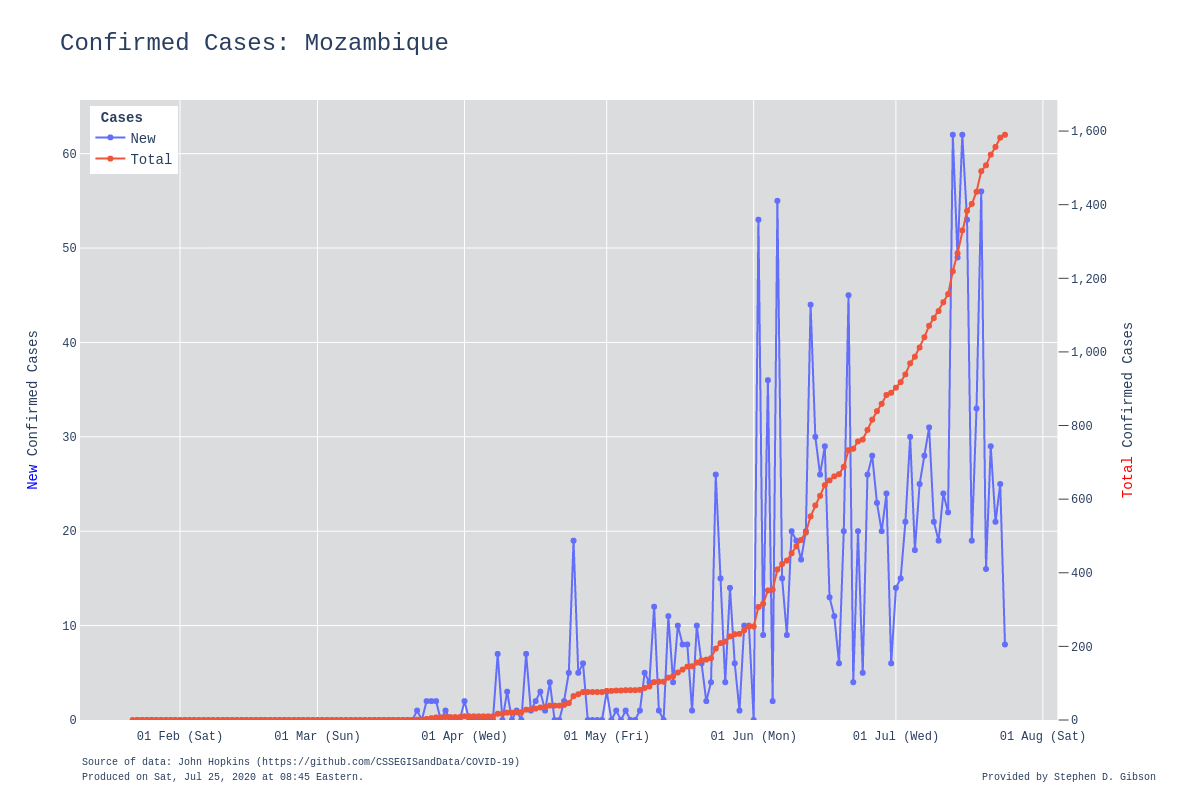 Confirmed Cases: Mozambique
Cases
New
Total
60
50
40
30
20
10
0
1,600
1,400
1,200
1,000
800
600
400
200
0
New Confirmed Cases
Total Confirmed Cases
01 Feb (Sat)
01 Mar (Sun)
01 Apr (Wed)
01 May (Fri)
01 Jun (Mon)
01 Jul (Wed)
01 Aug (Sat)
Source of data: John Hopkins (https://github.com/CSSEGISandData/COVID-19)
Produced on Sat, Jul 25, 2020 at 08:45 Eastern.
Provided by Stephen D. Gibson